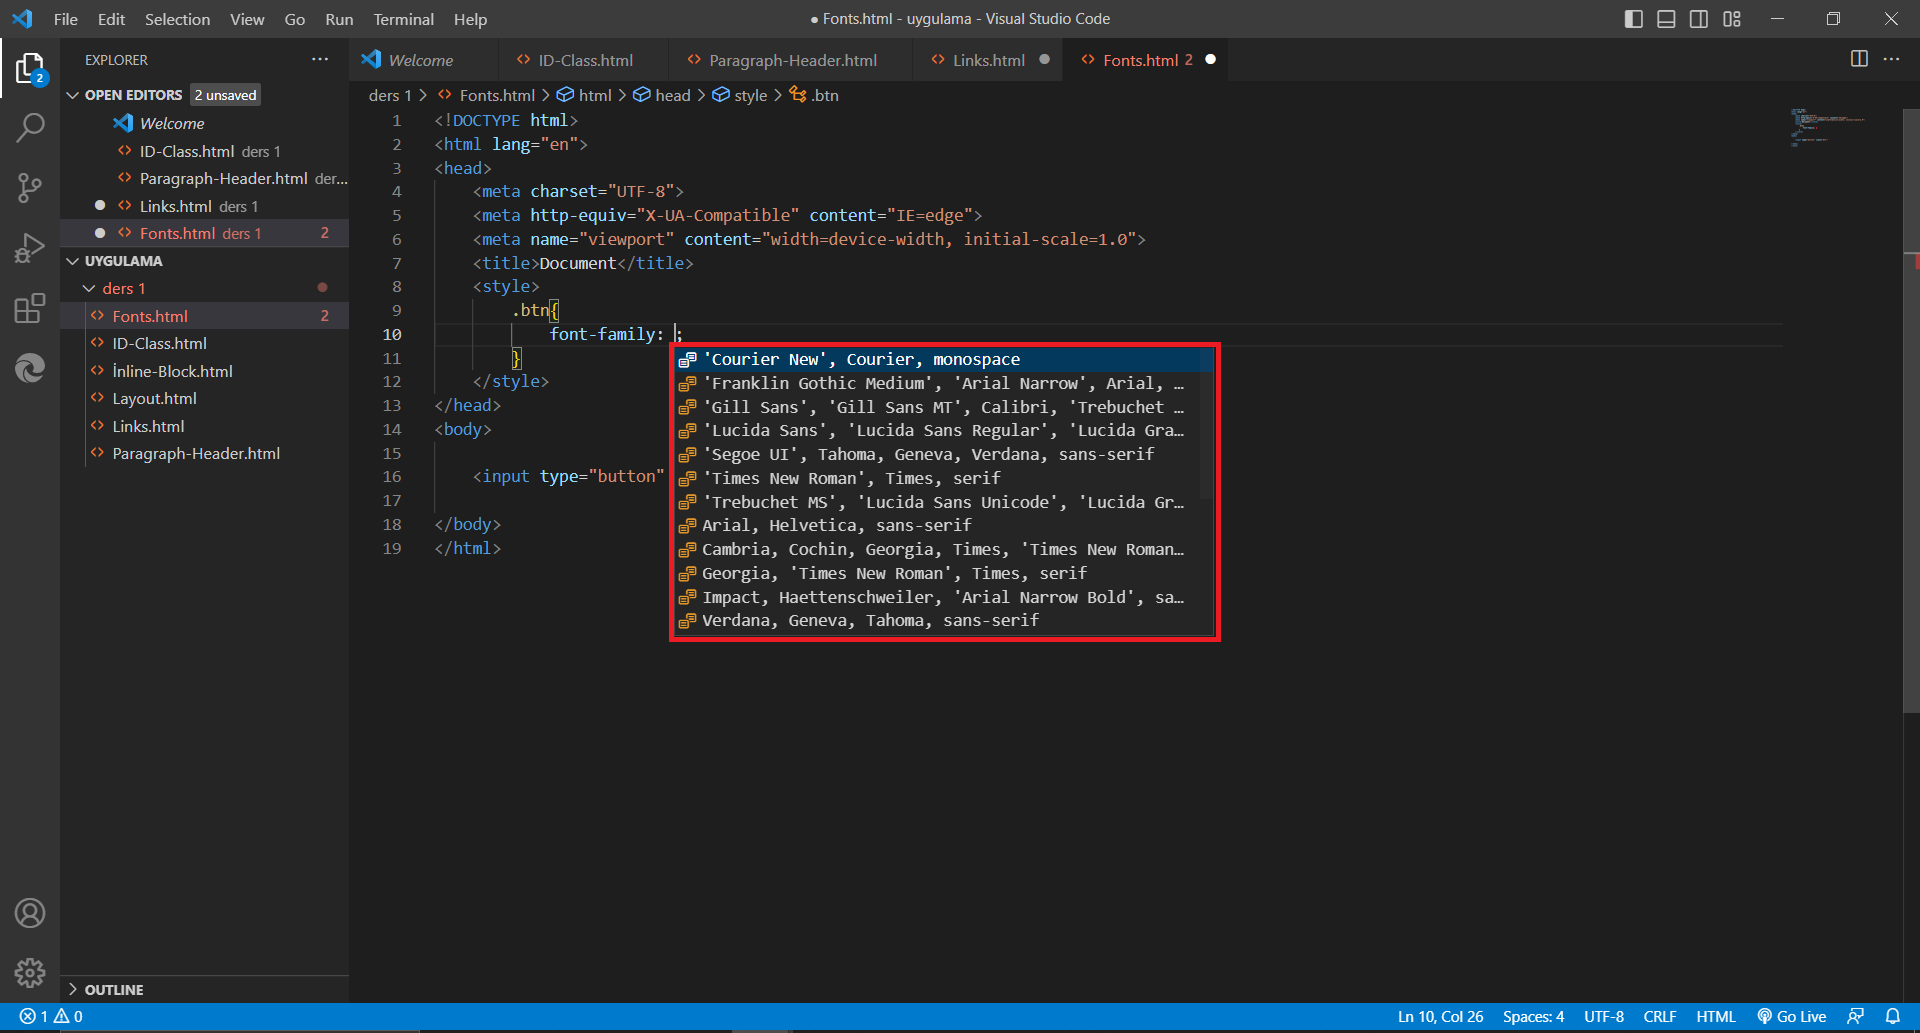 File Edit Selection View Go Run Terminal Help
● Fonts.html - uygulama - Visual Studio Code
EXPLORER
OPEN EDITORS 2 unsaved
Welcome
ID-Class.html ders 1
Paragraph-Header.html der...
Links.html ders 1
Fonts.html ders 1 2
UYGULAMA
ders 1
Fonts.html 2
ID-Class.html
İnline-Block.html
Layout.html
Links.html
Paragraph-Header.html
OUTLINE
2
Welcome ID-Class.html Paragraph-Header.html Links.html Fonts.html 2
ders 1 > Fonts.html > html > head > style > .btn
1 <!DOCTYPE html>
2 <html lang="en">
3 <head>
4 <meta charset="UTF-8">
5 <meta http-equiv="X-UA-Compatible" content="IE=edge">
6 <meta name="viewport" content="width=device-width, initial-scale=1.0">
7 <title>Document</title>
8 <style>
9 .btn{
10 font-family: ;
11 }
12 </style>
13 </head>
14 <body>
15
16 <input type="button"
17
18 </body>
19 </html>
'Courier New', Courier, monospace
'Franklin Gothic Medium', 'Arial Narrow', Arial, …
'Gill Sans', 'Gill Sans MT', Calibri, 'Trebuchet …
'Lucida Sans', 'Lucida Sans Regular', 'Lucida Gra…
'Segoe UI', Tahoma, Geneva, Verdana, sans-serif
'Times New Roman', Times, serif
'Trebuchet MS', 'Lucida Sans Unicode', 'Lucida Gr…
Arial, Helvetica, sans-serif
Cambria, Cochin, Georgia, Times, 'Times New Roman…
Georgia, 'Times New Roman', Times, serif
Impact, Haettenschweiler, 'Arial Narrow Bold', sa…
Verdana, Geneva, Tahoma, sans-serif
1 0
Ln 10, Col 26 Spaces: 4 UTF-8 CRLF HTML Go Live